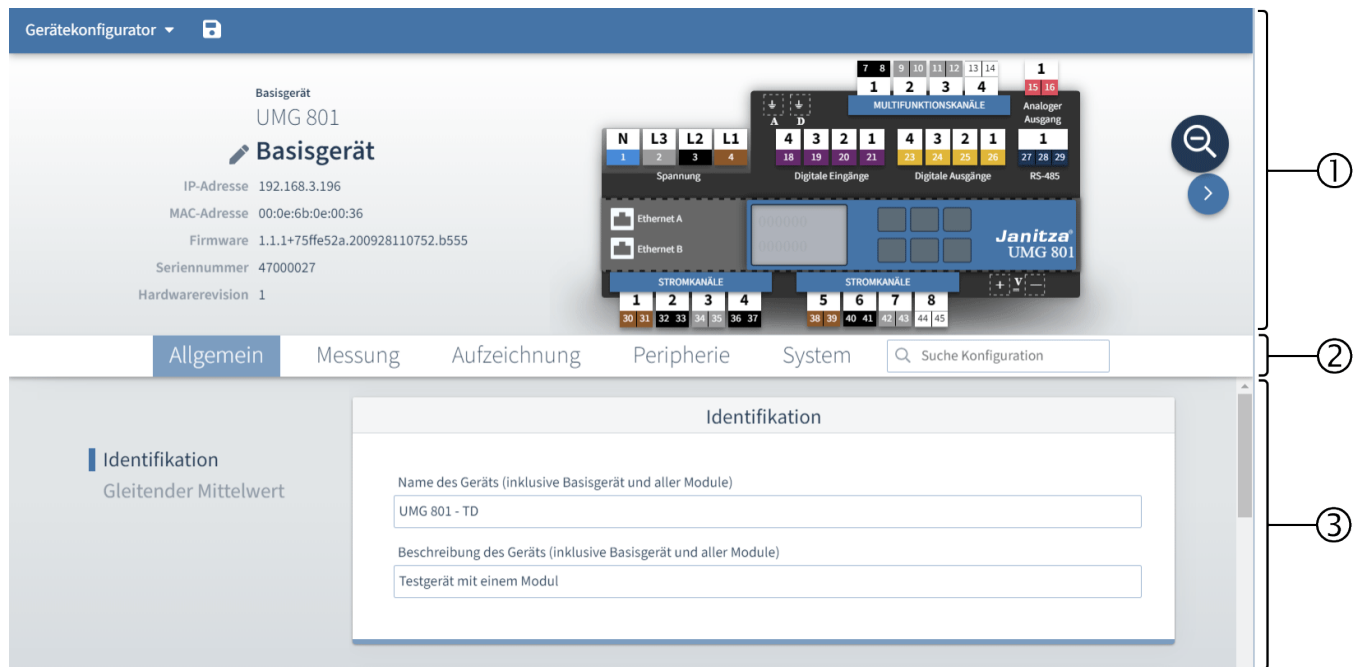 Gerätekonfigurator
Basisgerät
UMG 801
Basisgerät
IP-Adresse 192.168.3.196
MAC-Adresse 00:0e:6b:0e:00:36
Firmware 1.1.1+75ffe52a.200928110752.b555
Seriennummer 47000027
Hardwarerevision 1
7 8 9 10 11 12 13 14
1 2 3 4
MULTIFUNKTIONSKANÄLE
1
15 16
Analoger
Ausgang
A D
N L3 L2 L1
1 2 3 4
Spannung
4 3 2 1
18 19 20 21
Digitale Eingänge
4 3 2 1
23 24 25 26
Digitale Ausgänge
1
27 28 29
RS-485
Ethernet A
Ethernet B
000000
000000
Janitza®
UMG 801
STROMKANÄLE
1 2 3 4
30 31 32 33 34 35 36 37
STROMKANÄLE
5 6 7 8
38 39 40 41 42 43 44 45
+ V —
①
Allgemein Messung Aufzeichnung Peripherie System Suche Konfiguration
②
Identifikation
Gleitender Mittelwert
Identifikation
Name des Geräts (inklusive Basisgerät und aller Module)
UMG 801 - TD
Beschreibung des Geräts (inklusive Basisgerät und aller Module)
Testgerät mit einem Modul
③